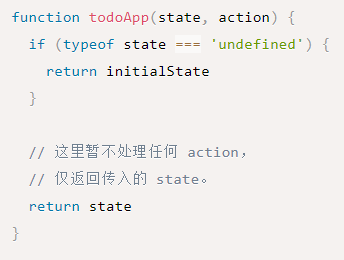 function todoApp(state, action) {
  if (typeof state === 'undefined') {
    return initialState
  }

  // 这里暂不处理任何 action，
  // 仅返回传入的 state。
  return state
}